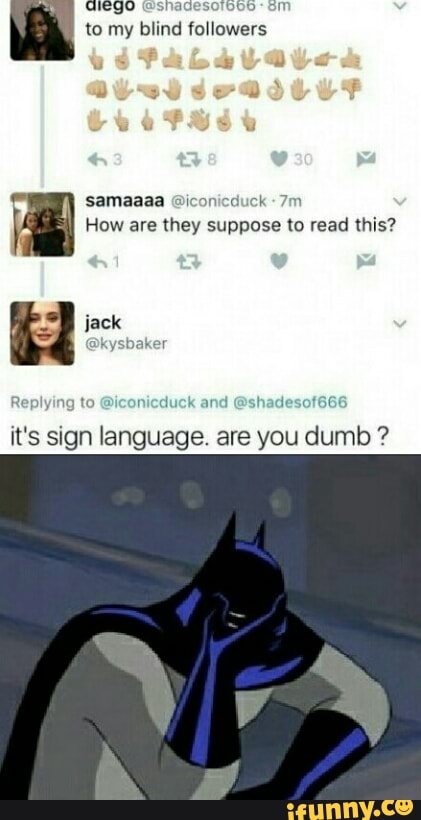 diego @shadesof666 · 8m
to my blind followers
3 8 30
samaaaa @iconicduck · 7m
How are they suppose to read this?
1
jack
@kysbaker
Replying to @iconicduck and @shadesof666
it's sign language. are you dumb ?
ifunny.co